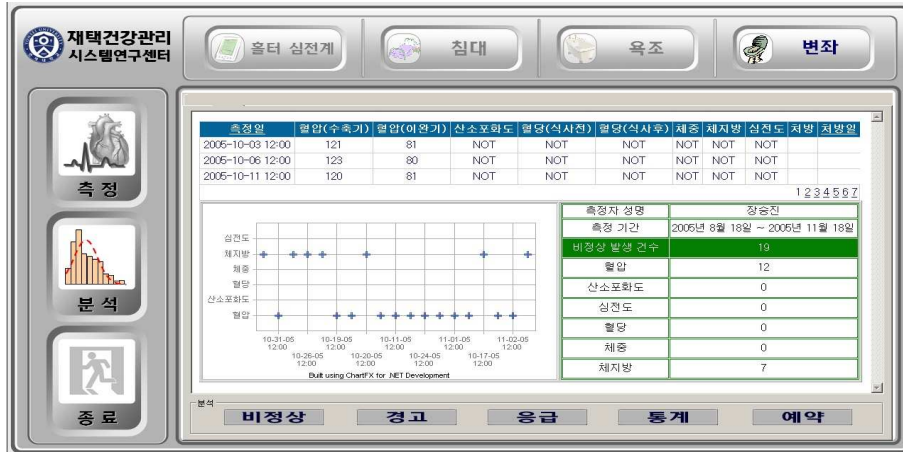 재택건강관리
시스템연구센터
홀터 심전계
침대
욕조
변좌
측정
분석
종료
측정일 혈압(수축기) 혈압(이완기) 산소포화도 혈당(식사전) 혈당(식사후) 체중 체지방 심전도 처방 처방일
2005-10-03 12:00 121 81 NOT NOT NOT NOT NOT NOT
2005-10-06 12:00 123 80 NOT NOT NOT NOT NOT NOT
2005-10-11 12:00 120 81 NOT NOT NOT NOT NOT NOT
1 2 3 4 5 6 7
심전도
체지방
체중
혈당
산소포화도
혈압
10-31-05 10-19-05 10-11-05 11-01-05 11-02-05
12:00 12:00 12:00 12:00 12:00
10-26-05 10-20-05 10-24-05 10-17-05
12:00 12:00 12:00 12:00
Built using ChartFX for .NET Development
측정자 성명 장승진
측정 기간 2005년 8월 18일 ~ 2005년 11월 18일
비정상 발생 건수 19
혈압 12
산소포화도 0
심전도 0
혈당 0
체중 0
체지방 7
분석
비정상 경고 응급 통계 예약